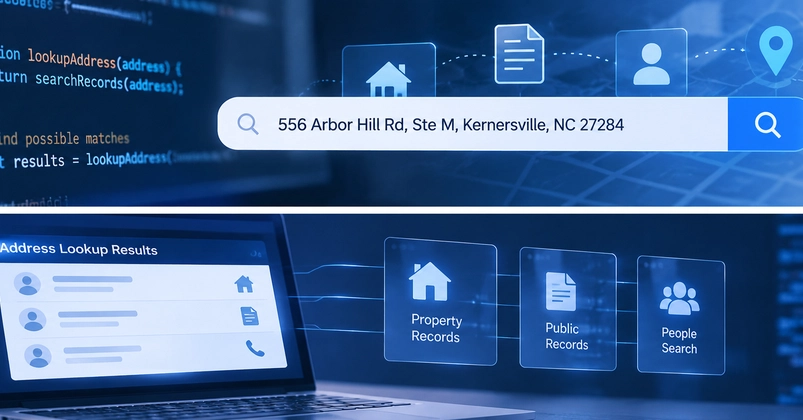 ion lookupAddress(address) {
turn searchRecords(address);
ind possible matches
t results = lookupAddress(
556 Arbor Hill Rd, Ste M, Kernersville, NC 27284
Address Lookup Results
Property
Records
Public
Records
People
Search